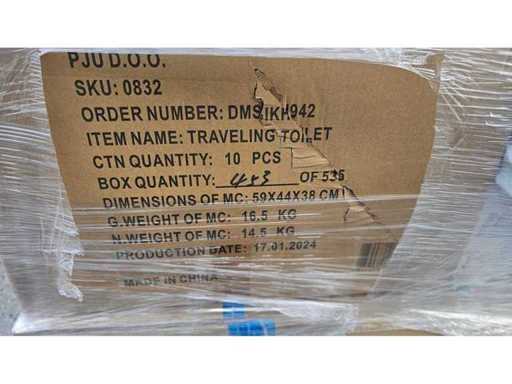 PJU D.O.O.
SKU: 0832
ORDER NUMBER: DMSIKH942
ITEM NAME: TRAVELING TOILET
CTN QUANTITY: 10 PCS
BOX QUANTITY: 443 OF 535
DIMENSIONS OF MC: 59X44X38 CM
G.WEIGHT OF MC: 16.5 KG
N.WEIGHT OF MC: 14.5 KG
PRODUCTION DATE: 17.01.2024
MADE IN CHINA